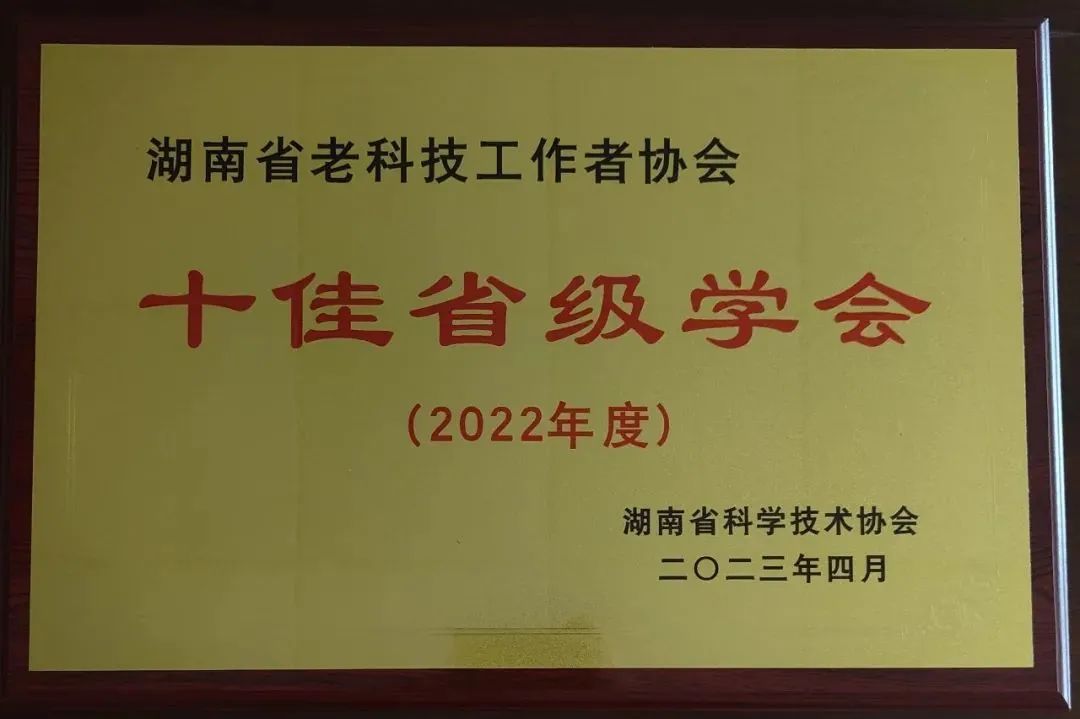 湖南省老科技工作者协会
十佳省级学会
（2022年度）
湖南省科学技术协会
二〇二三年四月